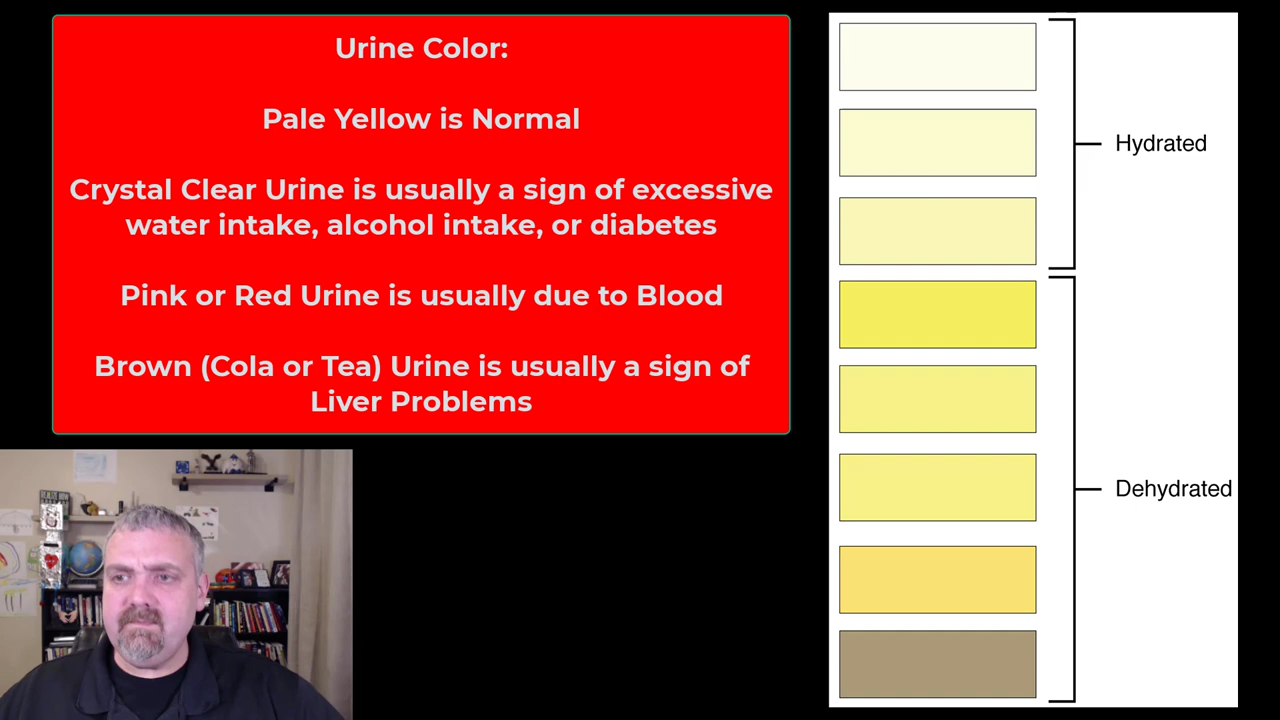 Urine Color:
Pale Yellow is Normal
Crystal Clear Urine is usually a sign of excessive
water intake, alcohol intake, or diabetes
Pink or Red Urine is usually due to Blood
Brown (Cola or Tea) Urine is usually a sign of
Liver Problems
Hydrated
Dehydrated